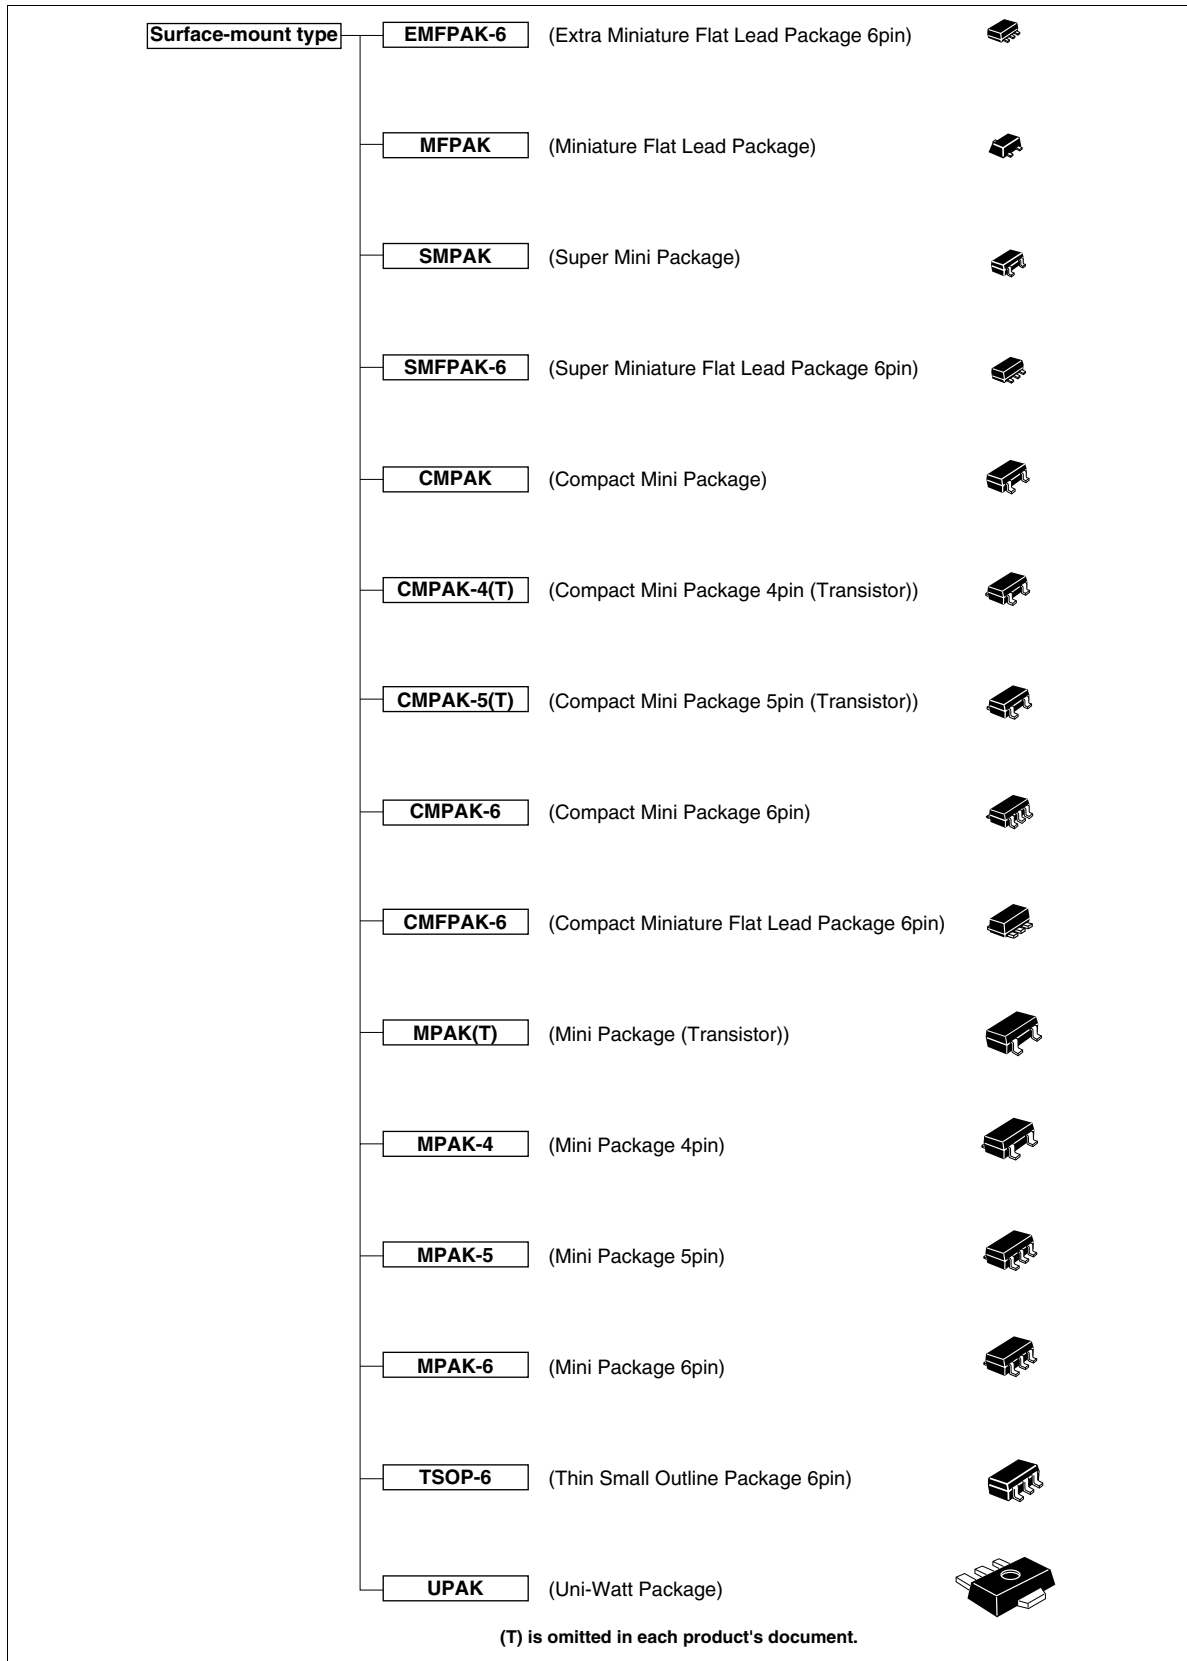 Surface-mount type
EMFPAK-6 (Extra Miniature Flat Lead Package 6pin)
MFPAK (Miniature Flat Lead Package)
SMPAK (Super Mini Package)
SMFPAK-6 (Super Miniature Flat Lead Package 6pin)
CMPAK (Compact Mini Package)
CMPAK-4(T) (Compact Mini Package 4pin (Transistor))
CMPAK-5(T) (Compact Mini Package 5pin (Transistor))
CMPAK-6 (Compact Mini Package 6pin)
CMFPAK-6 (Compact Miniature Flat Lead Package 6pin)
MPAK(T) (Mini Package (Transistor))
MPAK-4 (Mini Package 4pin)
MPAK-5 (Mini Package 5pin)
MPAK-6 (Mini Package 6pin)
TSOP-6 (Thin Small Outline Package 6pin)
UPAK (Uni-Watt Package)
(T) is omitted in each product's document.